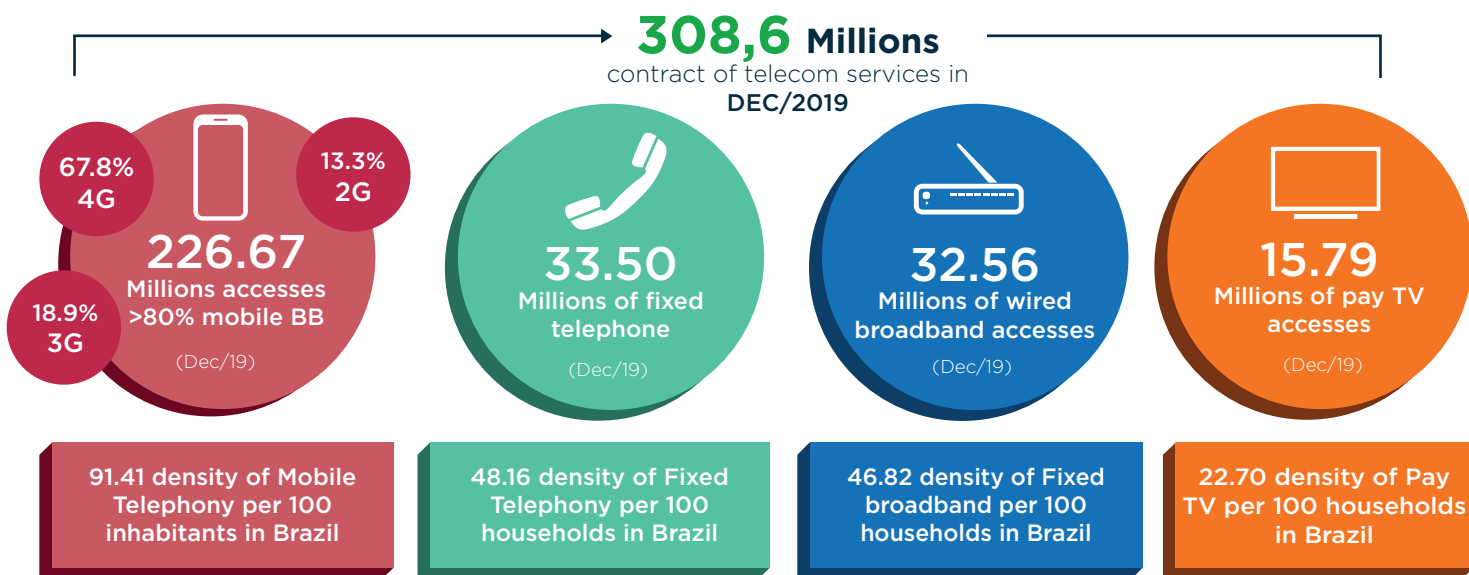 308,6 Millions
contract of telecom services in
DEC/2019
67.8%
4G
13.3%
2G
18.9%
3G
226.67
Millions accesses
>80% mobile BB
(Dec/19)
33.50
Millions of fixed
telephone
(Dec/19)
32.56
Millions of wired
broadband accesses
(Dec/19)
15.79
Millions of pay TV
accesses
(Dec/19)
91.41 density of Mobile
Telephony per 100
inhabitants in Brazil
48.16 density of Fixed
Telephony per 100
households in Brazil
46.82 density of Fixed
broadband per 100
households in Brazil
22.70 density of Pay
TV per 100 households
in Brazil